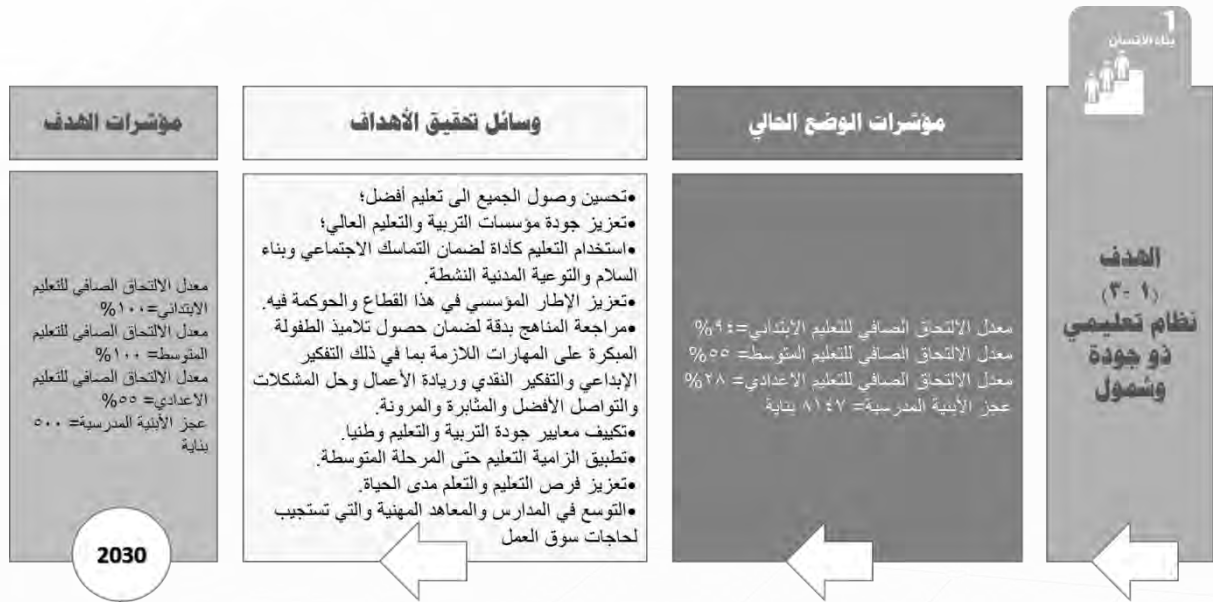 1
بناء الانسان
الهدف
(١ -٣)
نظام تعليمي
ذو جودة
وشمول
مؤشرات الوضع الحالي
معدل الالتحاق الصافي للتعليم الابتدائي=٩٤%
معدل الالتحاق الصافي للتعليم المتوسط= ٥٥%
معدل الالتحاق الصافي للتعليم الاعدادي= ٢٨%
عجز الأبنية المدرسية= ٨١٤٧ بناية
وسائل تحقيق الأهداف
•تحسين وصول الجميع الى تعليم أفضل؛
•تعزيز جودة مؤسسات التربية والتعليم العالي؛
•استخدام التعليم كأداة لضمان التماسك الاجتماعي وبناء
السلام والتوعية المدنية النشطة.
•تعزيز الإطار المؤسسي في هذا القطاع والحوكمة فيه.
•مراجعة المناهج بدقة لضمان حصول تلاميذ الطفولة
المبكرة على المهارات اللازمة بما في ذلك التفكير
الإبداعي والتفكير النقدي وريادة الأعمال وحل المشكلات
والتواصل الأفضل والمثابرة والمرونة.
•تكييف معايير جودة التربية والتعليم وطنيا.
•تطبيق الزامية التعليم حتى المرحلة المتوسطة.
•تعزيز فرص التعليم والتعلم مدى الحياة.
•التوسع في المدارس والمعاهد المهنية والتي تستجيب
لحاجات سوق العمل
مؤشرات الهدف
معدل الالتحاق الصافي للتعليم
الابتدائي=١٠٠%
معدل الالتحاق الصافي للتعليم
المتوسط= ١٠٠%
معدل الالتحاق الصافي للتعليم
الاعدادي= ٥٥%
عجز الأبنية المدرسية= ٥٠٠
بناية
2030